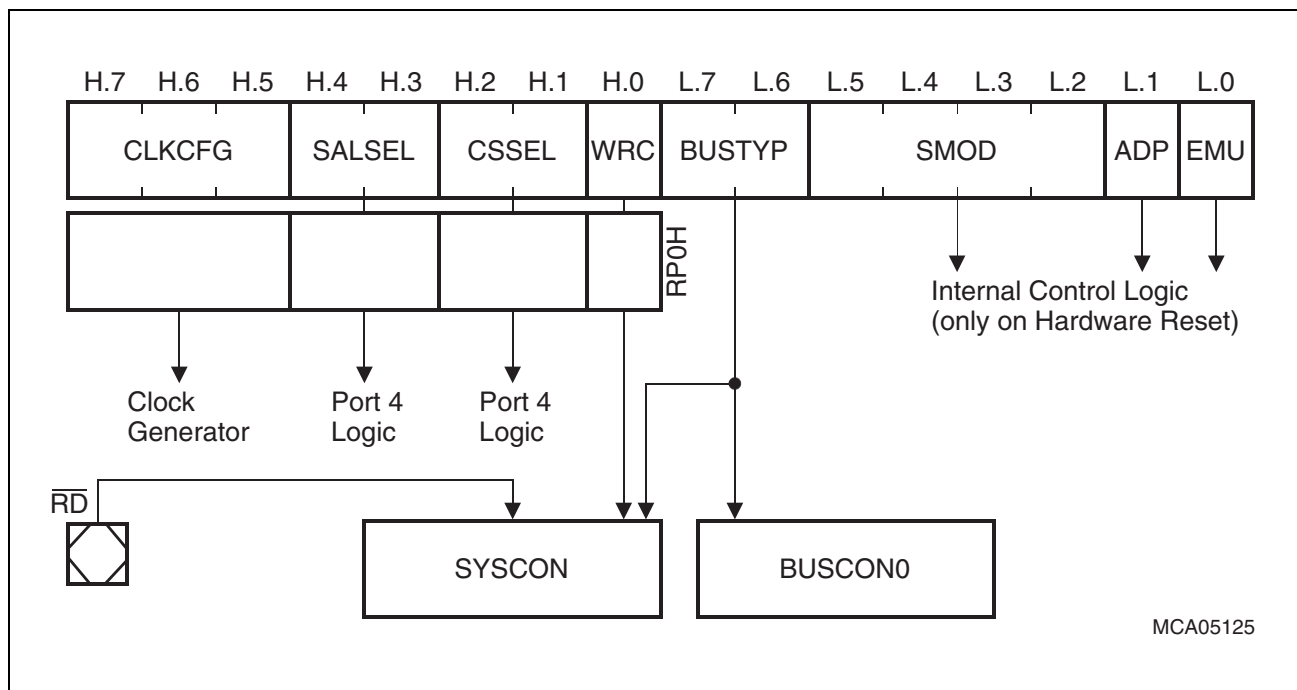 H.7 H.6 H.5 H.4 H.3 H.2 H.1 H.0 L.7 L.6 L.5 L.4 L.3 L.2 L.1 L.0
CLKCFG SALSEL CSSEL WRC BUSTYP SMOD ADP EMU
RP0H
Internal Control Logic
(only on Hardware Reset)
Clock
Generator
Port 4
Logic
Port 4
Logic
RD
SYSCON
BUSCON0
MCA05125